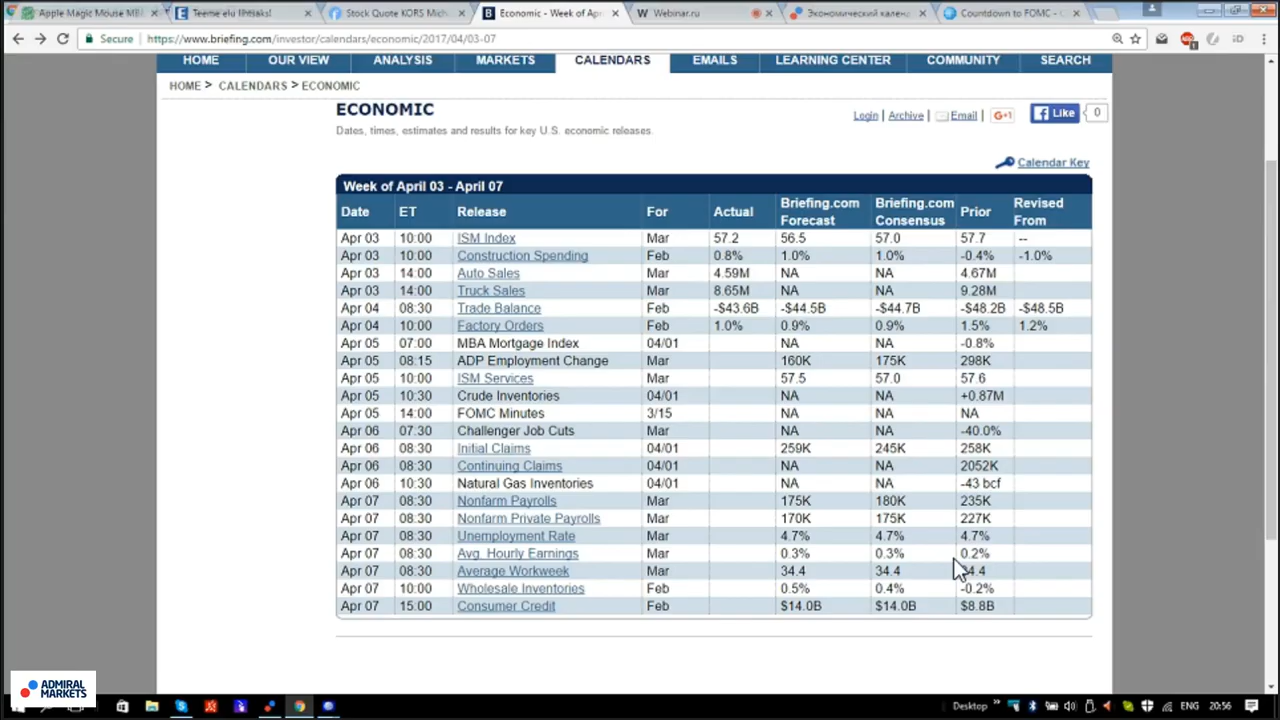 Apple Magic Mouse MB
Teeme elu lihtsaks!
Stock Quote KORS Mich
Economic - Week of Apr
Webinar.ru
Экономический календ
Countdown to FOMC - C
Secure | https://www.briefing.com/investor/calendars/economic/2017/04/03-07
HOME OUR VIEW ANALYSIS MARKETS CALENDARS EMAILS LEARNING CENTER COMMUNITY SEARCH
HOME > CALENDARS > ECONOMIC
ECONOMIC
Login | Archive | Email | G+1 Like 0
Dates, times, estimates and results for key U.S. economic releases.
Calendar Key
Week of April 03 - April 07
Date ET Release For Actual Briefing.com Forecast Briefing.com Consensus Prior Revised From
Apr 03 10:00 ISM Index Mar 57.2 56.5 57.0 57.7 --
Apr 03 10:00 Construction Spending Feb 0.8% 1.0% 1.0% -0.4% -1.0%
Apr 03 14:00 Auto Sales Mar 4.59M NA NA 4.67M
Apr 03 14:00 Truck Sales Mar 8.65M NA NA 9.28M
Apr 04 08:30 Trade Balance Feb -$43.6B -$44.5B -$44.7B -$48.2B -$48.5B
Apr 04 10:00 Factory Orders Feb 1.0% 0.9% 0.9% 1.5% 1.2%
Apr 05 07:00 MBA Mortgage Index 04/01 NA NA -0.8%
Apr 05 08:15 ADP Employment Change Mar 160K 175K 298K
Apr 05 10:00 ISM Services Mar 57.5 57.0 57.6
Apr 05 10:30 Crude Inventories 04/01 NA NA +0.87M
Apr 05 14:00 FOMC Minutes 3/15 NA NA NA
Apr 06 07:30 Challenger Job Cuts Mar NA NA -40.0%
Apr 06 08:30 Initial Claims 04/01 259K 245K 258K
Apr 06 08:30 Continuing Claims 04/01 NA NA 2052K
Apr 06 10:30 Natural Gas Inventories 04/01 NA NA -43 bcf
Apr 07 08:30 Nonfarm Payrolls Mar 175K 180K 235K
Apr 07 08:30 Nonfarm Private Payrolls Mar 170K 175K 227K
Apr 07 08:30 Unemployment Rate Mar 4.7% 4.7% 4.7%
Apr 07 08:30 Avg. Hourly Earnings Mar 0.3% 0.3% 0.2%
Apr 07 08:30 Average Workweek Mar 34.4 34.4 34.4
Apr 07 10:00 Wholesale Inventories Feb 0.5% 0.4% -0.2%
Apr 07 15:00 Consumer Credit Feb $14.0B $14.0B $8.8B
ADMIRAL
MARKETS
Desktop ENG 20:56